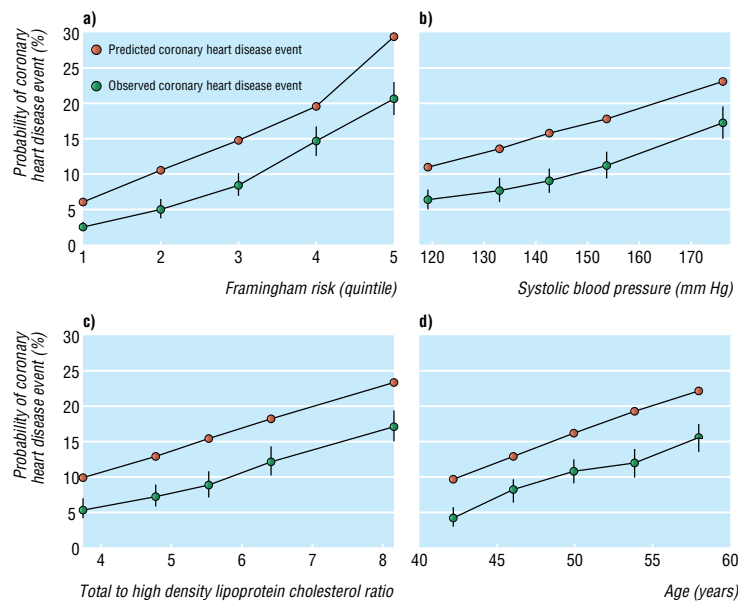 a)
b)
Probability of coronary
heart disease event (%)
30
25
20
15
10
5
0
Predicted coronary heart disease event
Observed coronary heart disease event
1 2 3 4 5
120 130 140 150 160 170
Framingham risk (quintile)
Systolic blood pressure (mm Hg)
c)
d)
Probability of coronary
heart disease event (%)
30
25
20
15
10
5
0
4 5 6 7 8
40 45 50 55 60
Total to high density lipoprotein cholesterol ratio
Age (years)